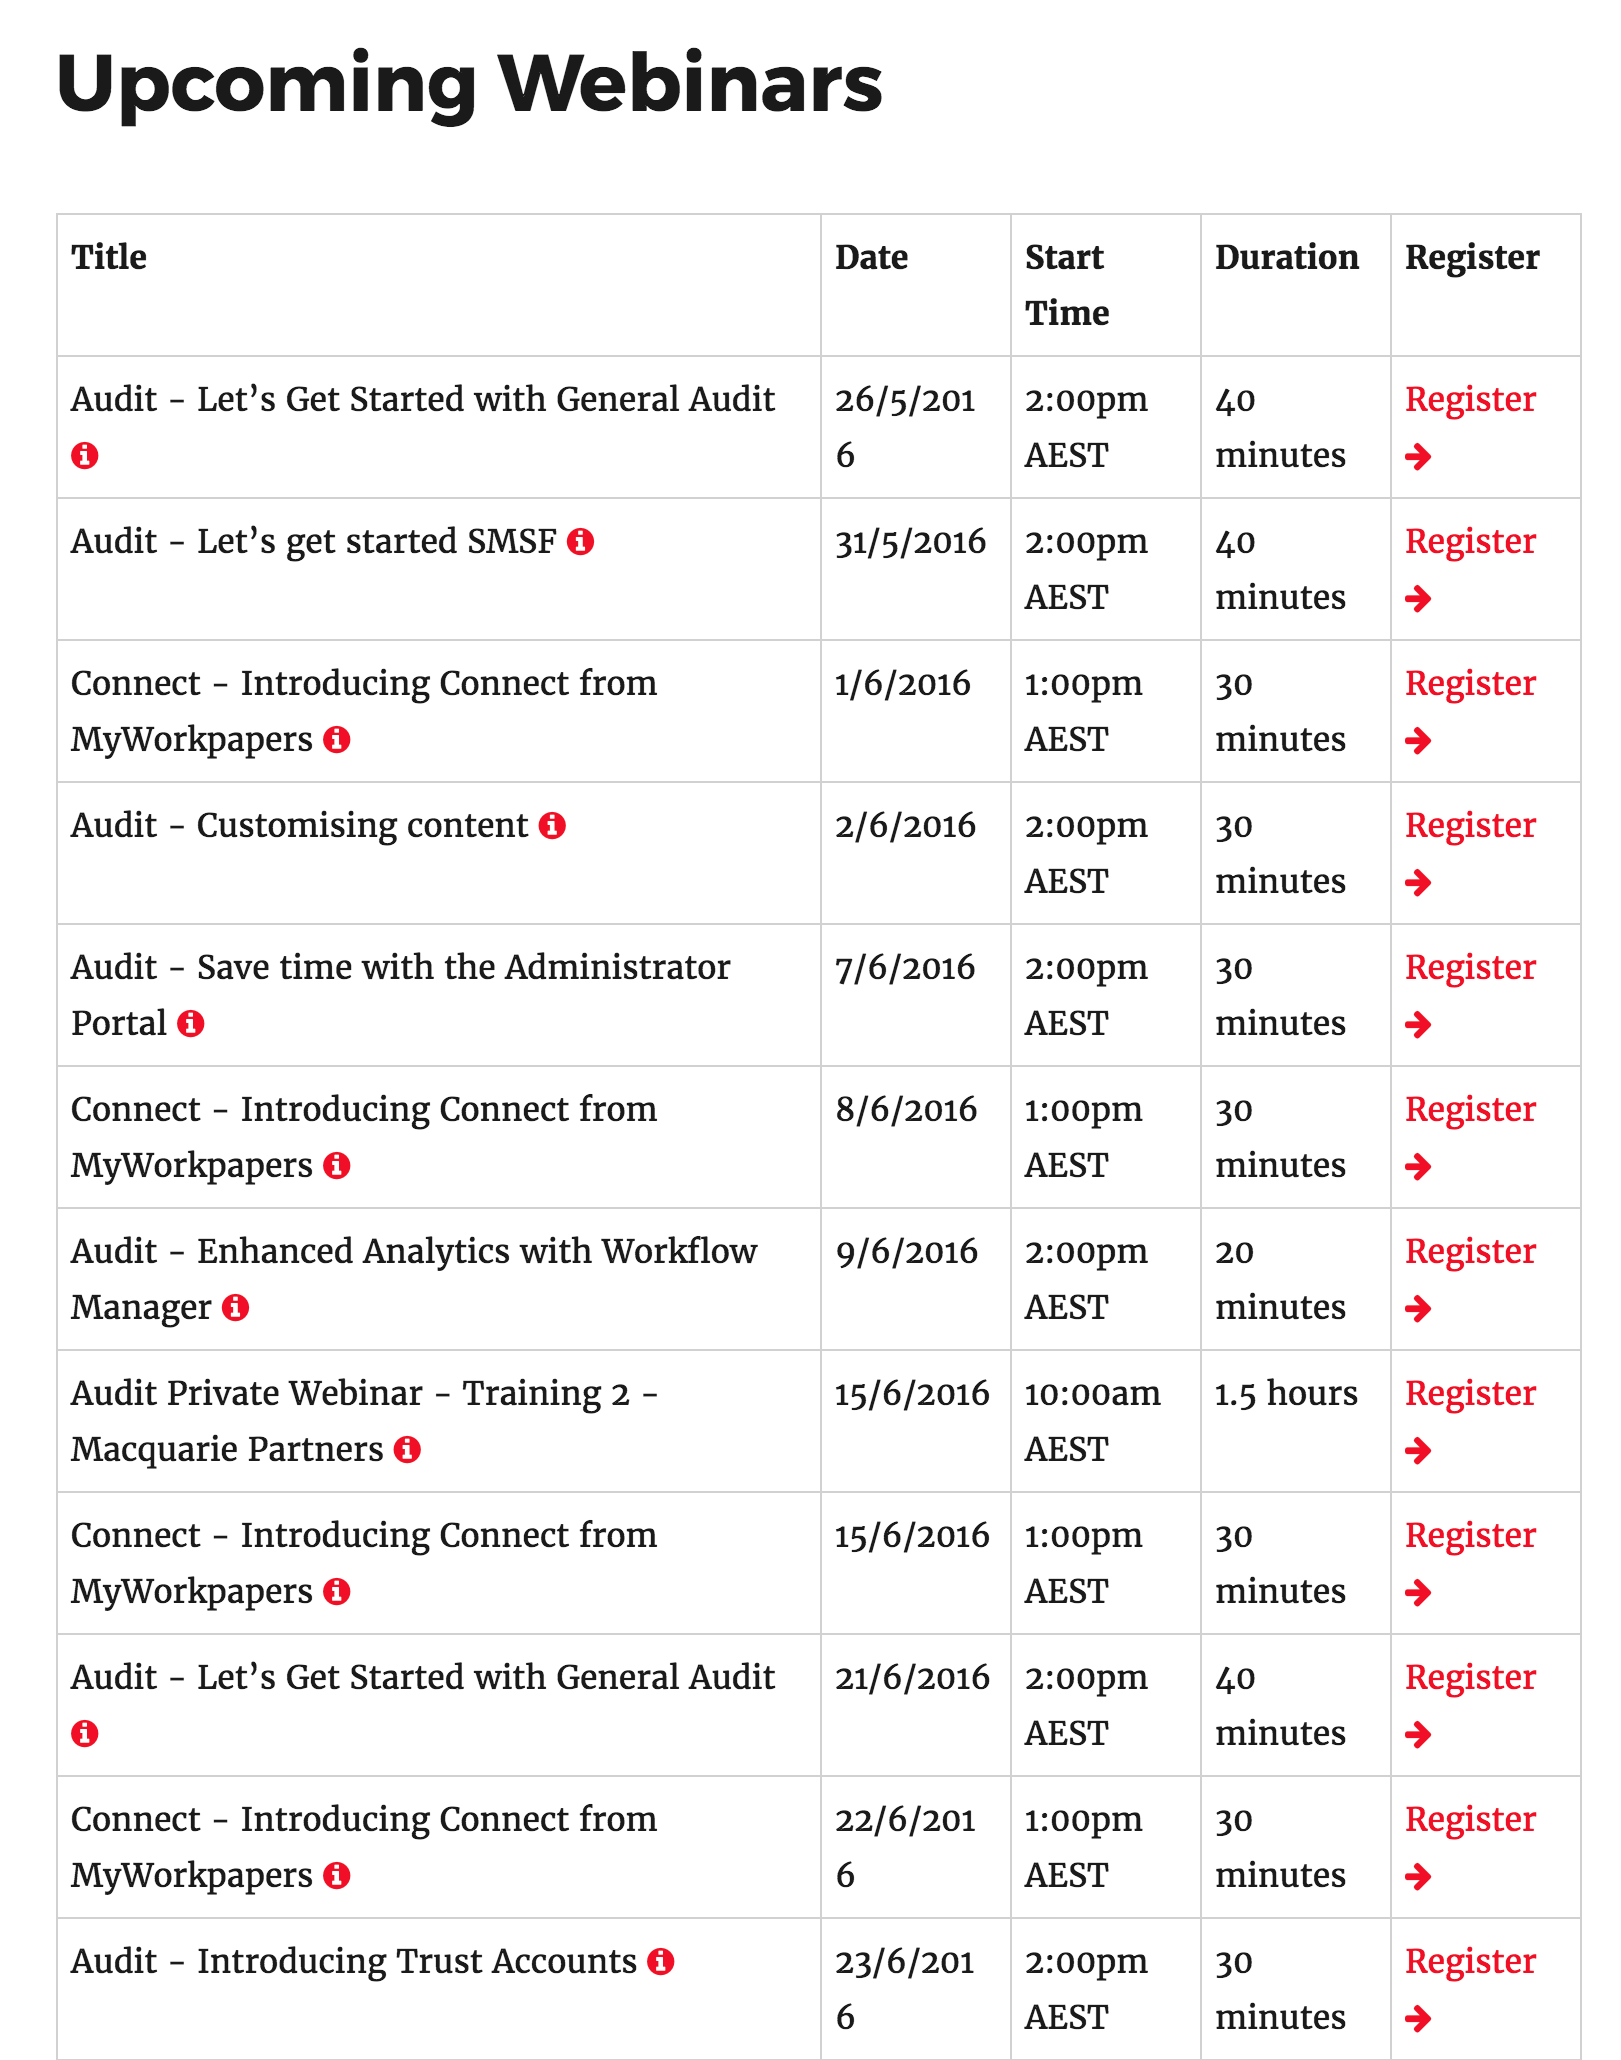 Upcoming Webinars
Title Date Start Duration Register
Time
Audit - Let’s Get Started with General Audit 26/5/201 2:00pm 40 Register
6 AEST minutes
Audit - Let’s get started SMSF 31/5/2016 2:00pm 40 Register
AEST minutes
Connect - Introducing Connect from 1/6/2016 1:00pm 30 Register
MyWorkpapers AEST minutes
Audit - Customising content 2/6/2016 2:00pm 30 Register
AEST minutes
Audit - Save time with the Administrator 7/6/2016 2:00pm 30 Register
Portal AEST minutes
Connect - Introducing Connect from 8/6/2016 1:00pm 30 Register
MyWorkpapers AEST minutes
Audit - Enhanced Analytics with Workflow 9/6/2016 2:00pm 20 Register
Manager AEST minutes
Audit Private Webinar - Training 2 - 15/6/2016 10:00am 1.5 hours Register
Macquarie Partners AEST
Connect - Introducing Connect from 15/6/2016 1:00pm 30 Register
MyWorkpapers AEST minutes
Audit - Let’s Get Started with General Audit 21/6/2016 2:00pm 40 Register
AEST minutes
Connect - Introducing Connect from 22/6/201 1:00pm 30 Register
MyWorkpapers 6 AEST minutes
Audit - Introducing Trust Accounts 23/6/201 2:00pm 30 Register
6 AEST minutes